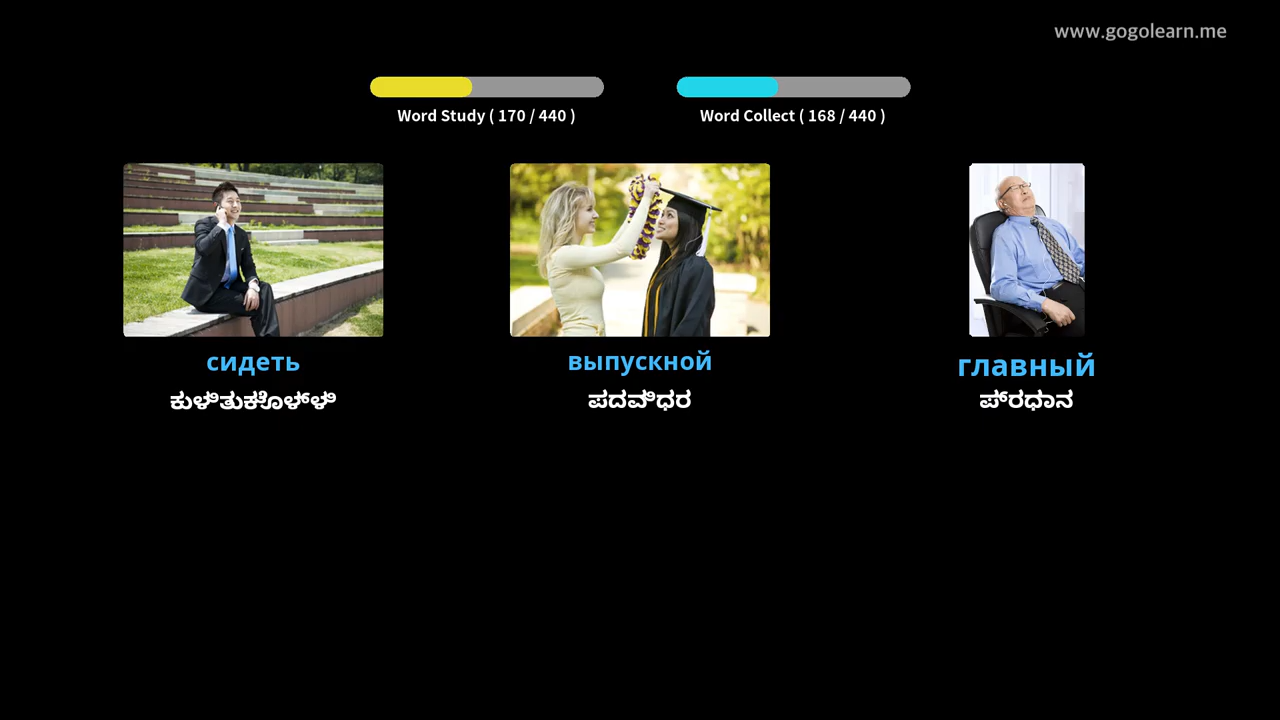 www.gogolearn.me
Word Study ( 170 / 440 )
Word Collect ( 168 / 440 )
сидеть
выпускной
главный
ಕುಳಿತುಕೊಳ್ಳಿ
ಪದವಿಧರ
ಪ್ರಧಾನ